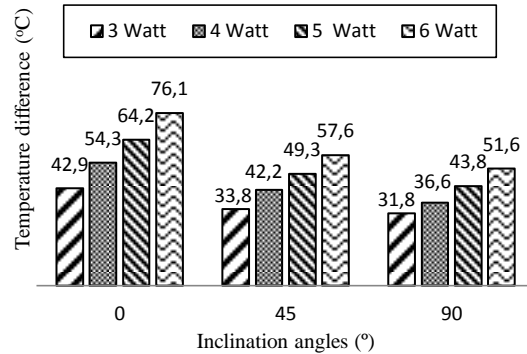 3 Watt 4 Watt 5 Watt 6 Watt
Temperature difference (ºC)
42,9 54,3 64,2 76,1
33,8 42,2 49,3 57,6
31,8 36,6 43,8 51,6
0 45 90
Inclination angles (º)